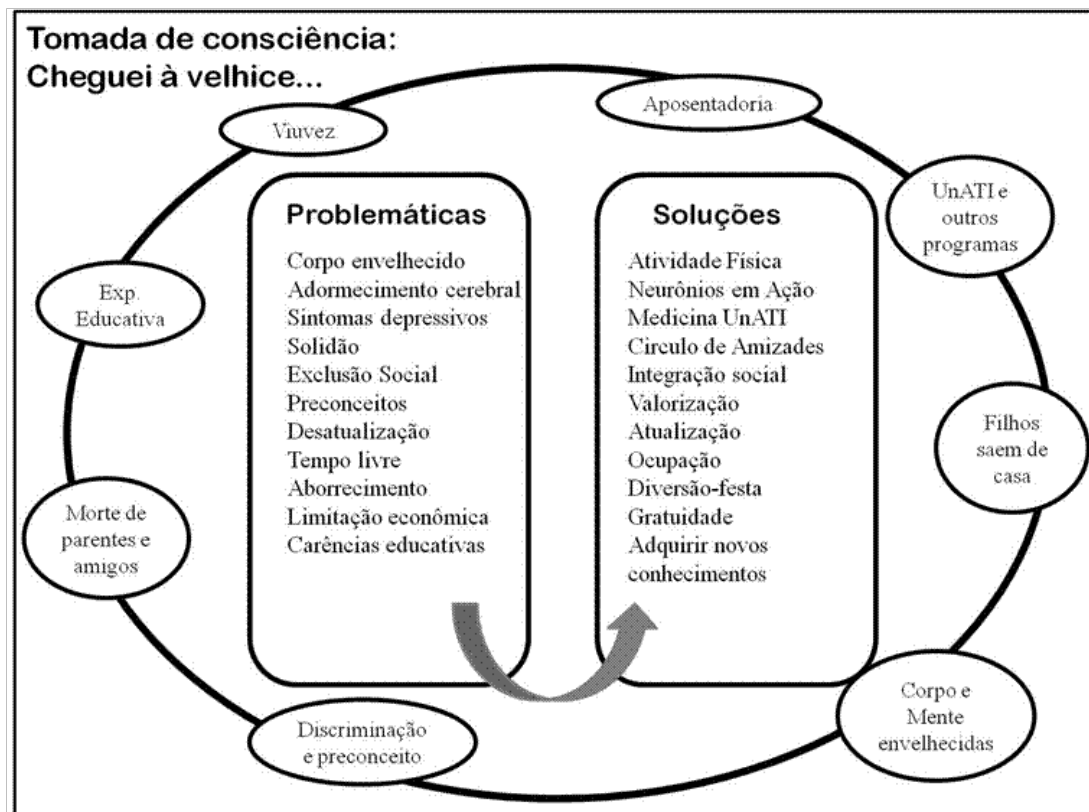 Tomada de consciência:
Cheguei à velhice...
Viuvez
Aposentadoria
UnATI e
outros
programas
Exp.
Educativa
Filhos
saem de
casa
Morte de
parentes e
amigos
Corpo e
Mente
envelhecidas
Discriminação
e preconceito
Problemáticas
Corpo envelhecido
Adormecimento cerebral
Sintomas depressivos
Solidão
Exclusão Social
Preconceitos
Desatualização
Tempo livre
Aborrecimento
Limitação econômica
Carências educativas
Soluções
Atividade Física
Neurônios em Ação
Medicina UnATI
Circulo de Amizades
Integração social
Valorização
Atualização
Ocupação
Diversão-festa
Gratuidade
Adquirir novos
conhecimentos